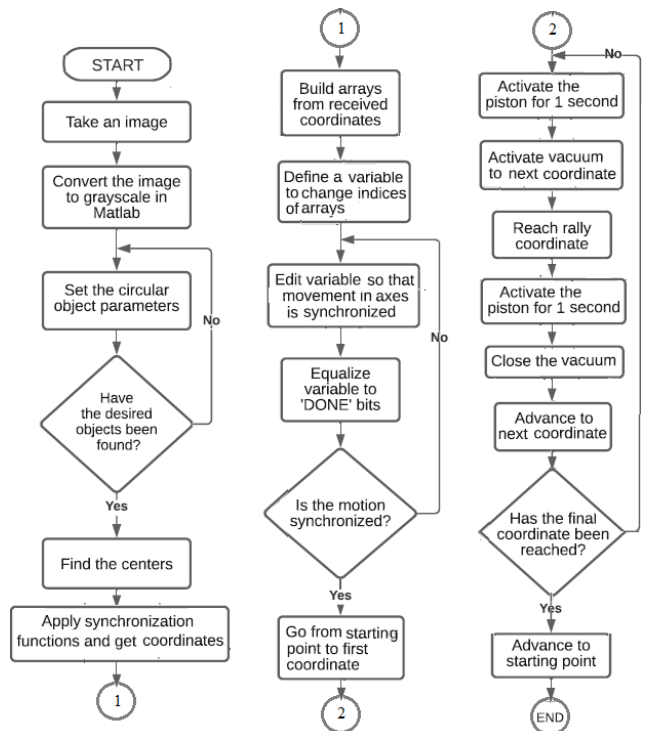 START
Take an image
Convert the image
to grayscale in
Matlab
Set the circular
object parameters
No
Have
the desired
objects been
found?
Yes
Find the centers
Apply synchronization
functions and get coordinates
1
1
Build arrays
from received
coordinates
Define a variable
to change indices
of arrays
Edit variable so that
movement in axes
is synchronized
No
Equalize
variable to
'DONE' bits
Is the motion
synchronized?
Yes
Go from starting
point to first
coordinate
2
2
No
Activate the
piston for 1 second
Activate vacuum
to next coordinate
Reach rally
coordinate
Activate the
piston for 1 second
Close the vacuum
Advance to
next coordinate
Has the final
coordinate been
reached?
Yes
Advance to
starting point
END